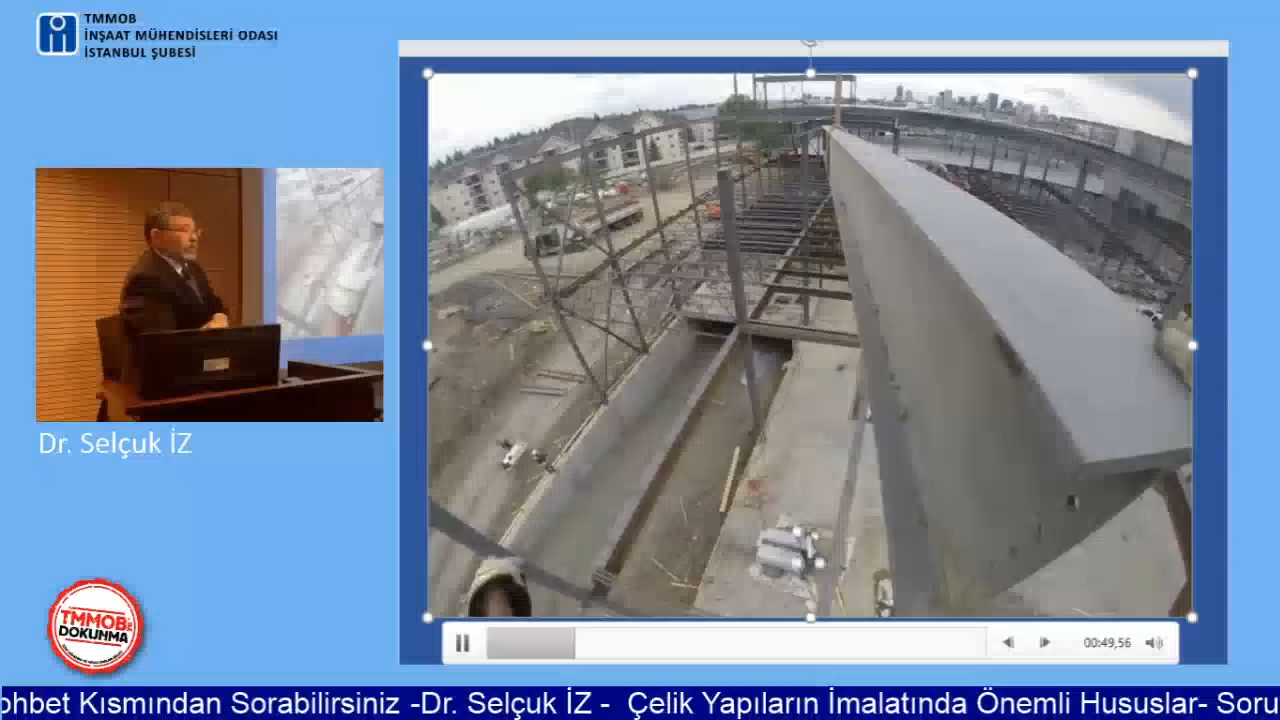 TMMOB
İNŞAAT MÜHENDİSLERİ ODASI
İSTANBUL ŞUBESİ
Dr. Selçuk İZ
TMMOB
DOKUNMA
00:49,56
ohbet Kısmından Sorabilirsiniz -Dr. Selçuk İZ - Çelik Yapıların İmalatında Önemli Hususlar- Soru